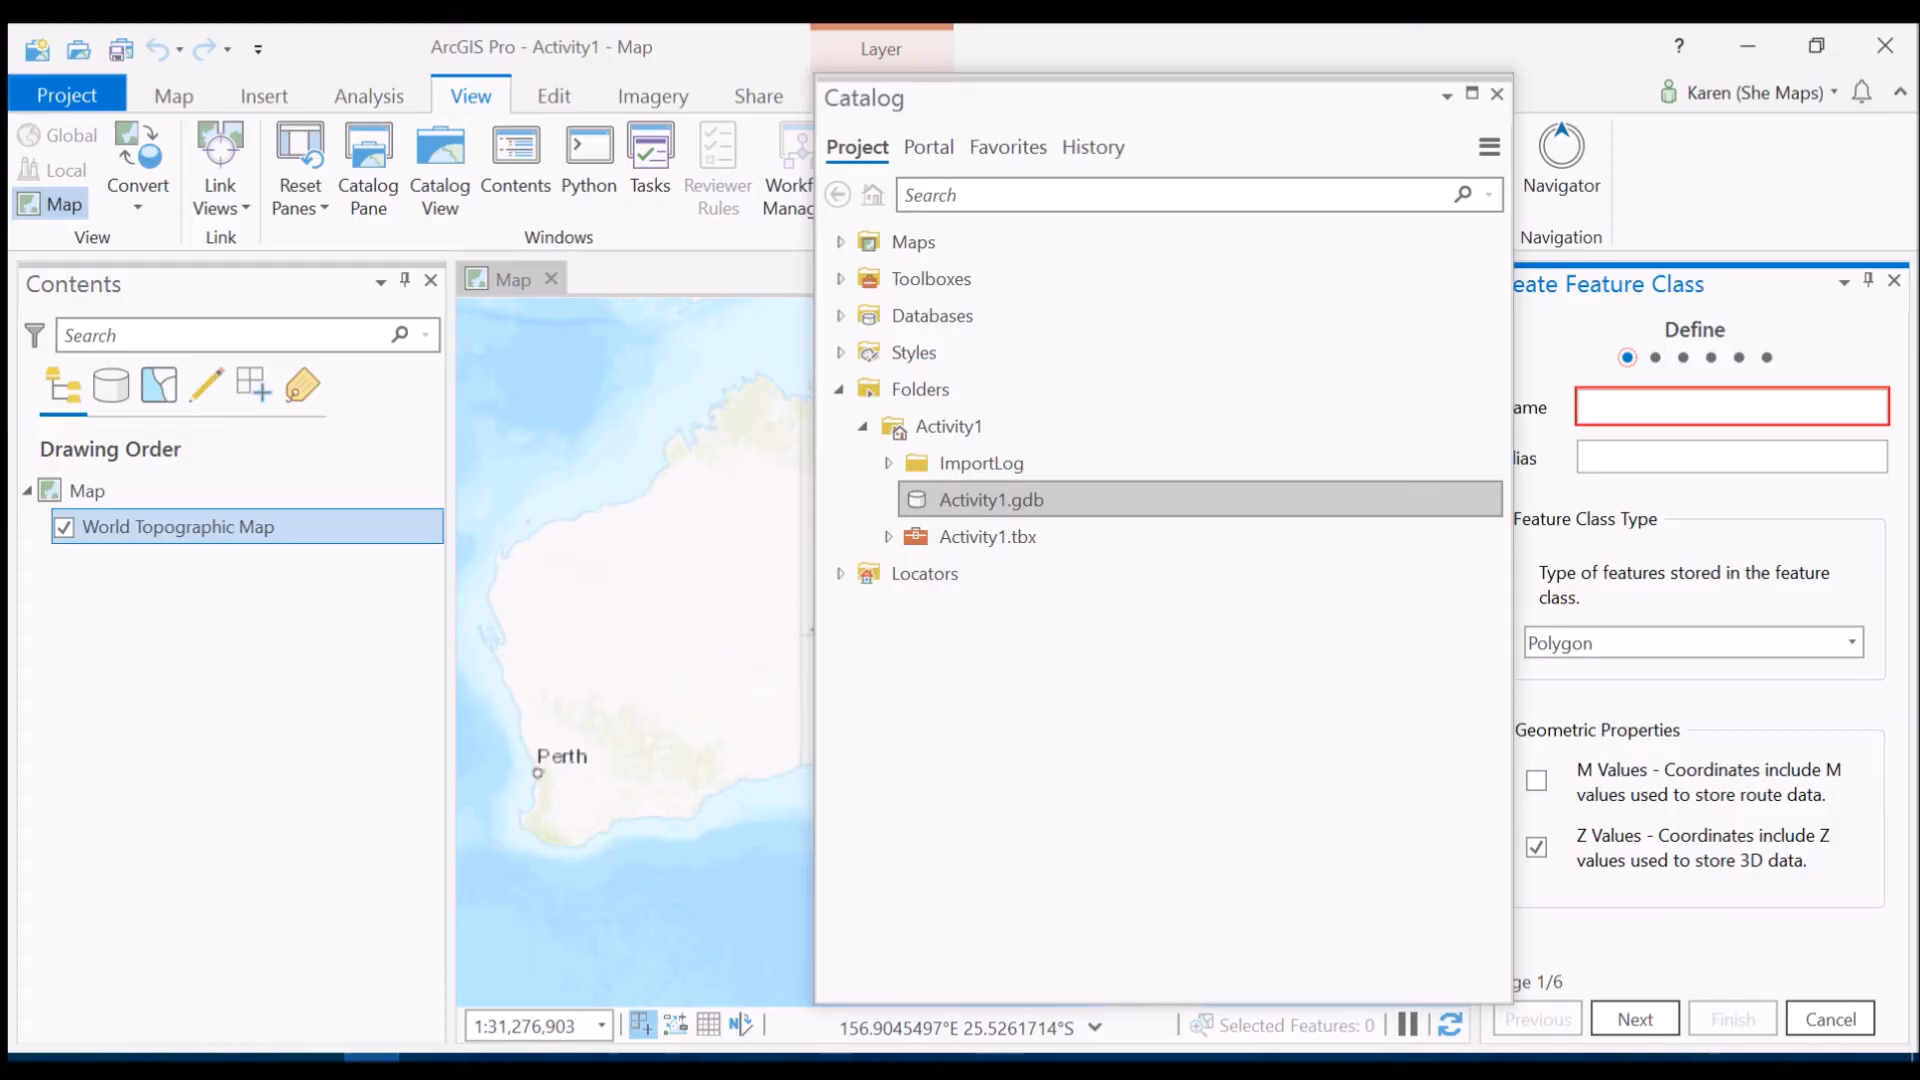 ArcGIS Pro - Activity1 - Map
Layer
?
Project
Map
Insert
Analysis
View
Edit
Imagery
Share
Karen (She Maps)
Global
Local
Map
Convert
View
Link
Views
Link
Reset
Panes
Catalog
Pane
Catalog
View
Contents
Python
Tasks
Reviewer
Rules
Workf
Manag
Windows
Navigator
Navigation
Contents
Search
Drawing Order
Map
World Topographic Map
Map
Perth
Catalog
Project
Portal
Favorites
History
Search
Maps
Toolboxes
Databases
Styles
Folders
Activity1
ImportLog
Activity1.gdb
Activity1.tbx
Locators
eate Feature Class
Define
ame
lias
Feature Class Type
Type of features stored in the feature
class.
Polygon
Geometric Properties
M Values - Coordinates include M
values used to store route data.
Z Values - Coordinates include Z
values used to store 3D data.
ge 1/6
Previous
Next
Finish
Cancel
1:31,276,903
156.9045497°E 25.5261714°S
Selected Features: 0